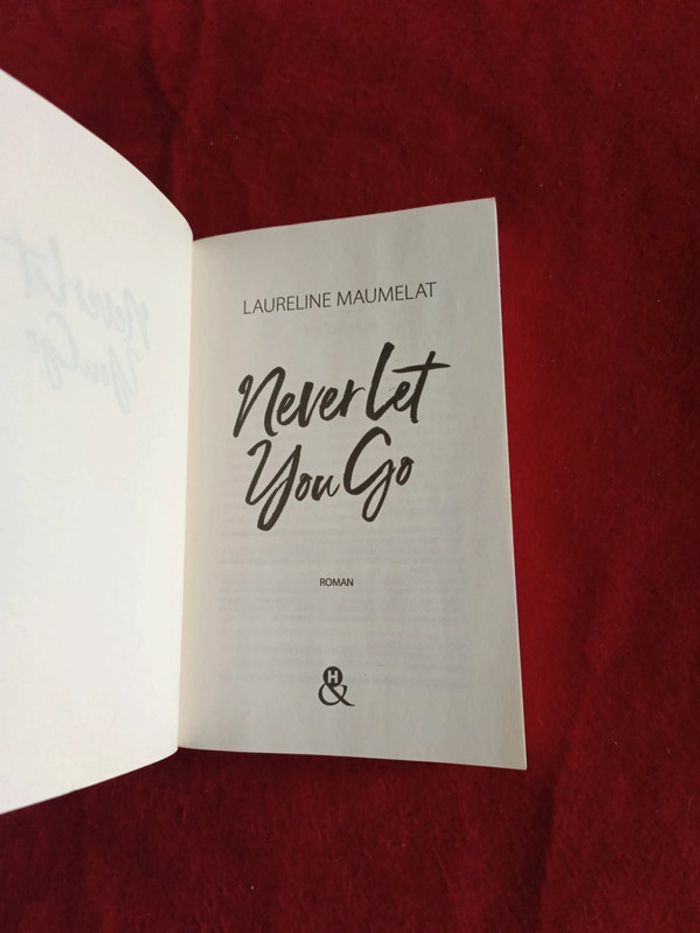 LAURELINE MAUMELAT
Never Let
You Go
ROMAN
H
&